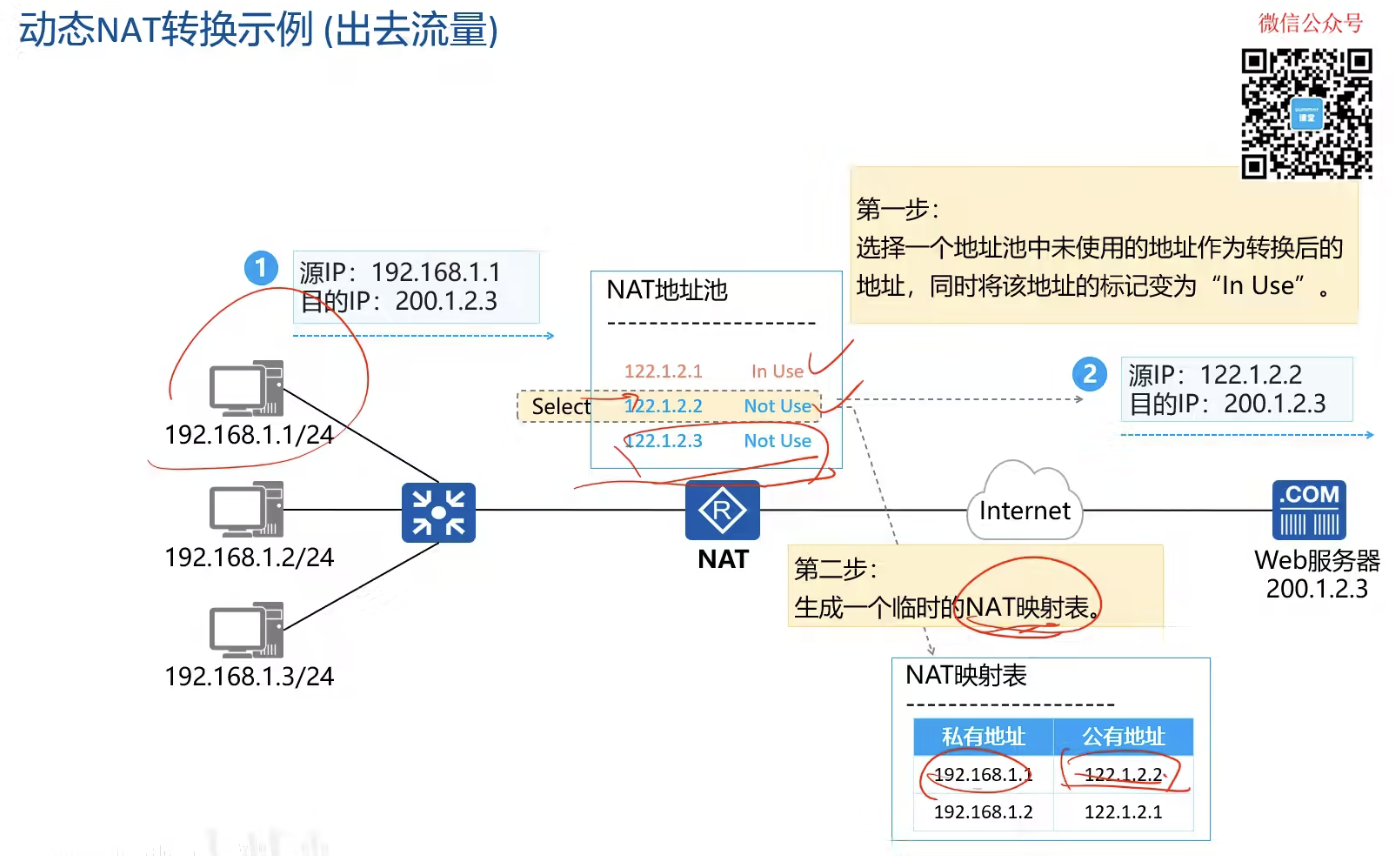 动态NAT转换示例 (出去流量)
微信公众号
课堂
第一步：
选择一个地址池中未使用的地址作为转换后的
地址，同时将该地址的标记变为“In Use”。
1
源IP：192.168.1.1
目的IP：200.1.2.3
NAT地址池
122.1.2.1 In Use
Select 122.1.2.2 Not Use
122.1.2.3 Not Use
2
源IP：122.1.2.2
目的IP：200.1.2.3
192.168.1.1/24
192.168.1.2/24
192.168.1.3/24
R
NAT
Internet
.COM
Web服务器
200.1.2.3
第二步：
生成一个临时的NAT映射表。
NAT映射表
私有地址 公有地址
192.168.1.1 122.1.2.2
192.168.1.2 122.1.2.1